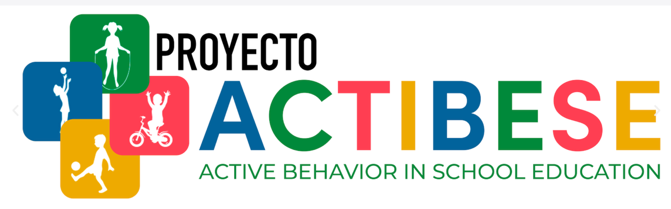 PROYECTO
ACTIBESE
ACTIVE BEHAVIOR IN SCHOOL EDUCATION